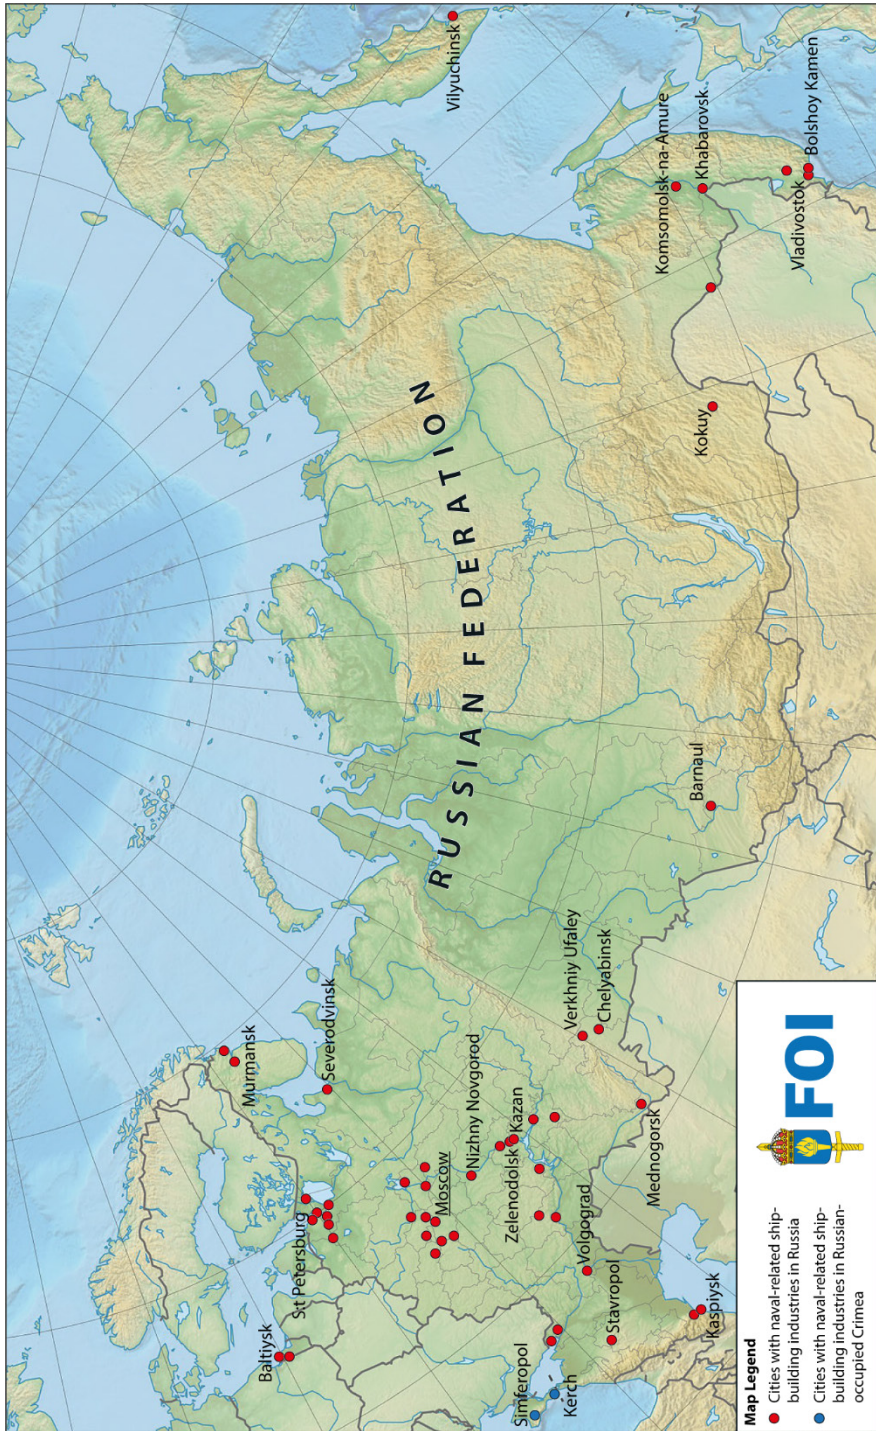 RUSSIAN FEDERATION
Vilyuchinsk
Komsomolsk-na-Amure
Khabarovsk
Bolshoy Kamen
Vladivostok
Kokuy
Barnaul
Murmansk
Severodvinsk
Verkhniy Ufaley
Chelyabinsk
Nizhny Novgorod
Kazan
Zelenodolsk
Moscow
S:t Petersburg
Baltiysk
Mednogorsk
Volgograd
Stavropol
Kaspiysk
Simferopol
Kerch
Map Legend
Cities with naval-related ship-
building industries in Russia
Cities with naval-related ship-
building industries in Russian-
occupied Crimea
FOI